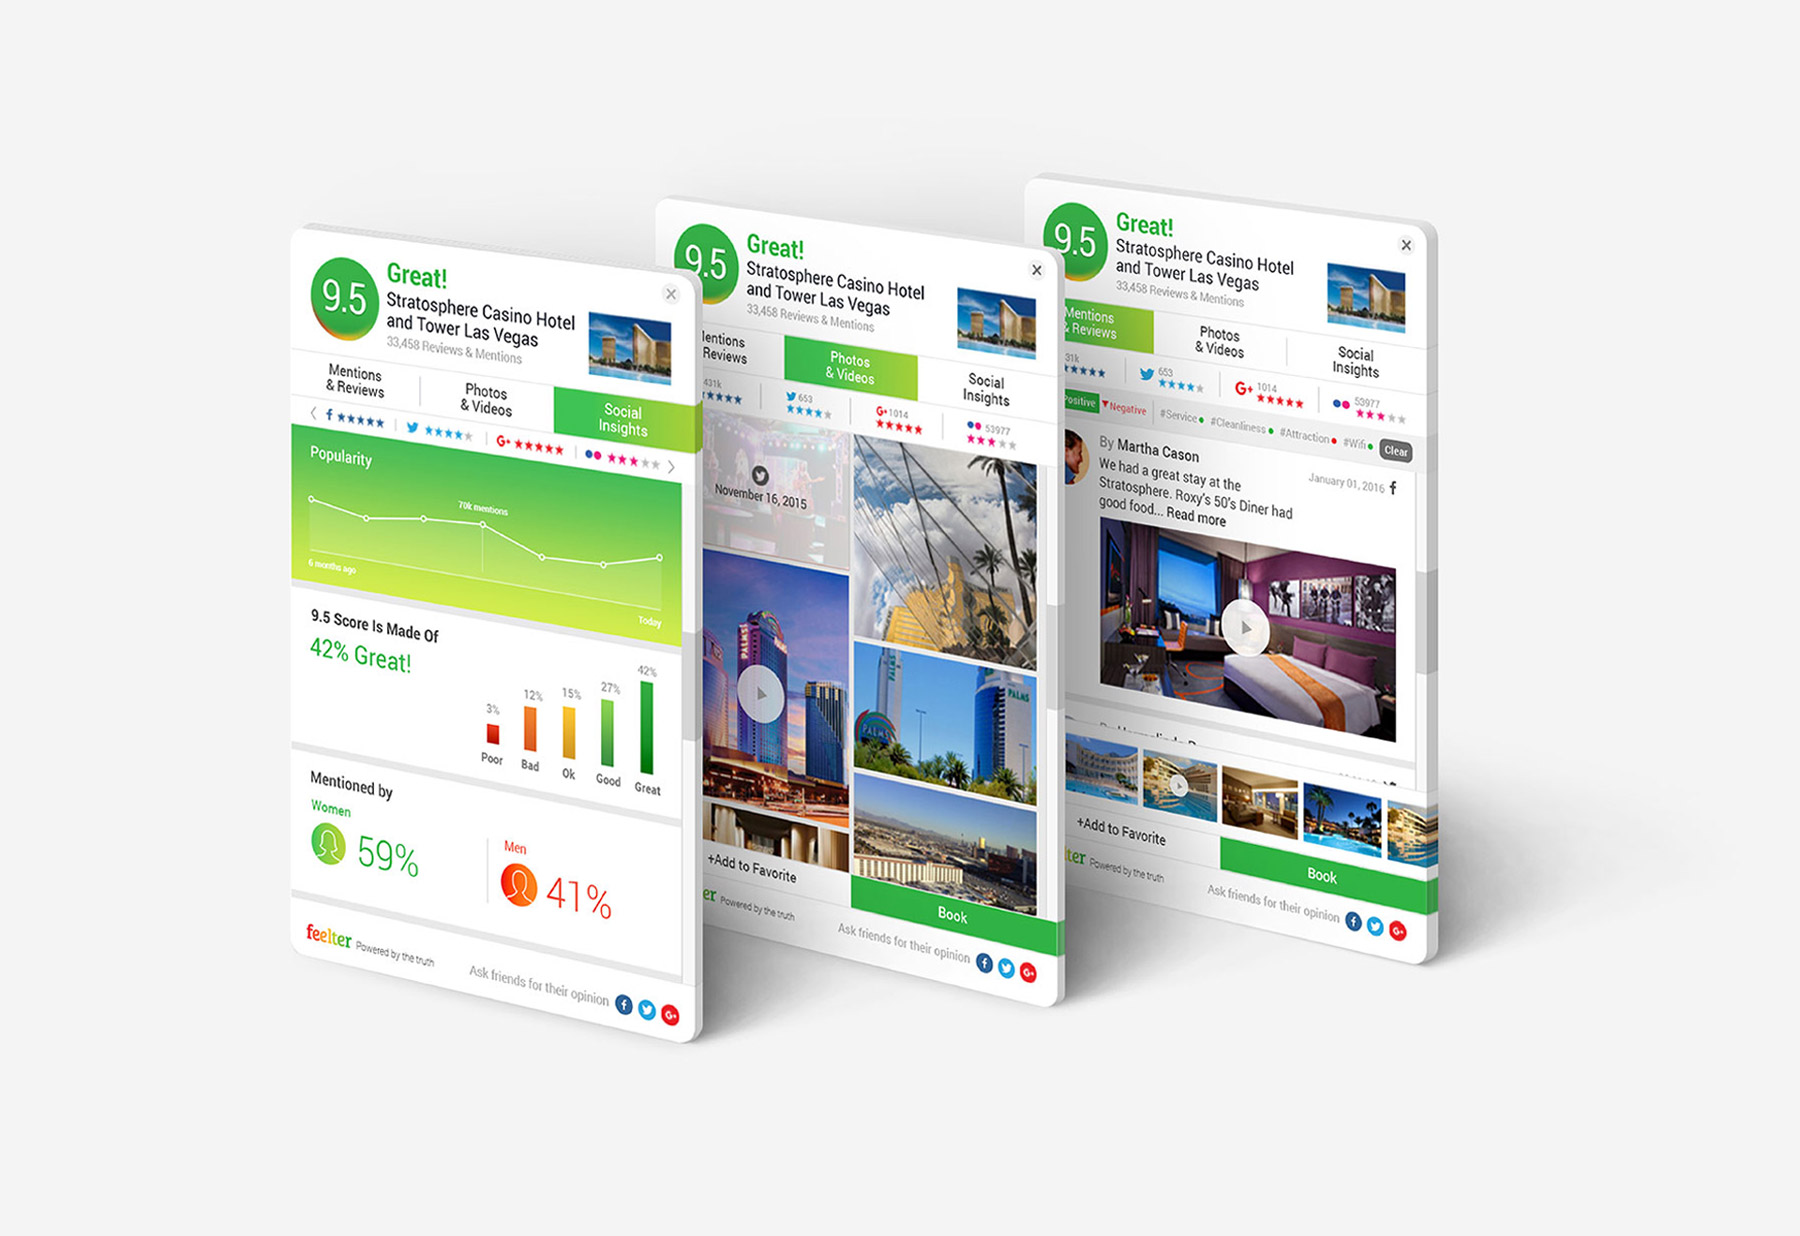 9.5
Great!
Stratosphere Casino Hotel
and Tower Las Vegas
33,458 Reviews & Mentions
Mentions
& Reviews
Photos
& Videos
Social
Insights
Popularity
70k mentions
6 months ago
Today
9.5 Score Is Made Of
42% Great!
3%
12%
15%
27%
42%
Poor
Bad
Ok
Good
Great
Mentioned by
Women
59%
Men
41%
feelter Powered by the truth
Ask friends for their opinion
9.5
Great!
Stratosphere Casino Hotel
and Tower Las Vegas
33,458 Reviews & Mentions
Mentions
Reviews
Photos
& Videos
Social
Insights
431k
653
G+ 1014
53977
November 16, 2015
PALMS
PALMS
PALMS
PALMS
+Add to Favorite
Book
er Powered by the truth
Ask friends for their opinion
9.5
Great!
Stratosphere Casino Hotel
and Tower Las Vegas
33,458 Reviews & Mentions
Mentions
& Reviews
Photos
& Videos
Social
Insights
31k
653
G+ 1014
53977
Positive
Negative
#Service
#Cleanliness
#Attraction
#Wifi
Clear
By Martha Cason
January 01, 2016
We had a great stay at the
Stratosphere. Roxy's 50's Diner had
good food... Read more
+Add to Favorite
Book
lter Powered by the truth
Ask friends for their opinion